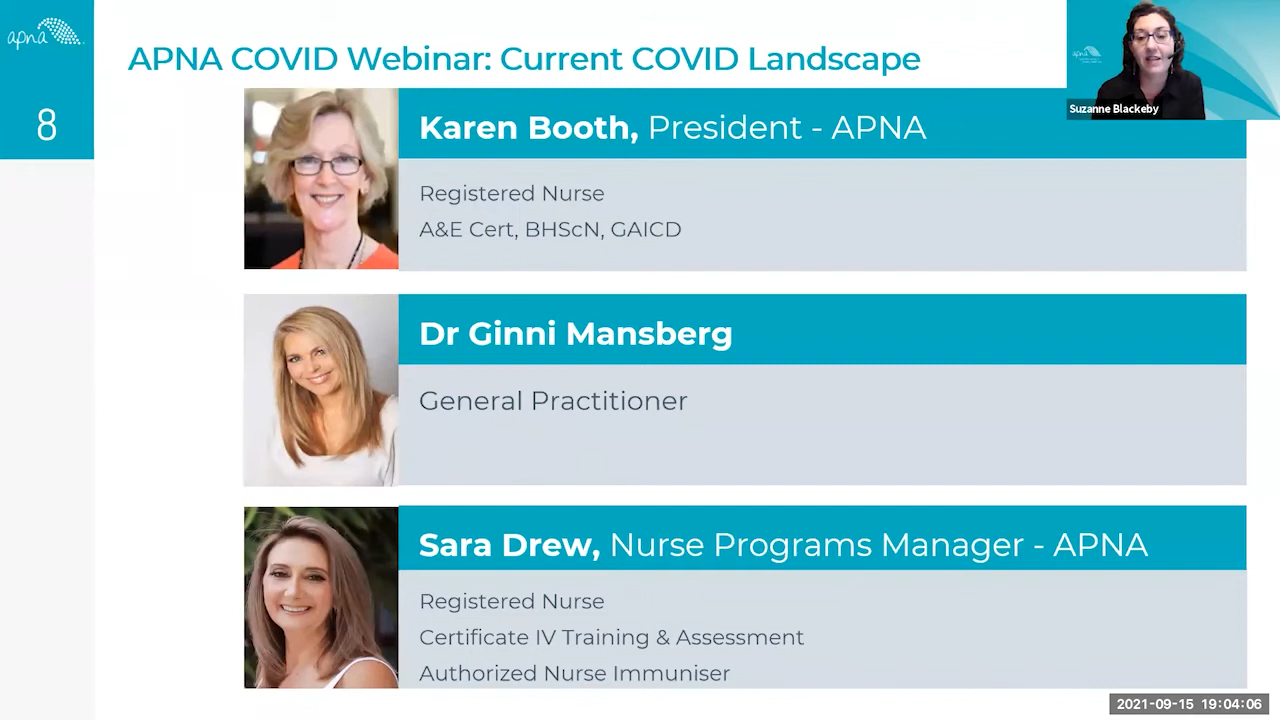 apna
8
APNA COVID Webinar: Current COVID Landscape
Suzanne Blackeby
Karen Booth, President - APNA
Registered Nurse
A&E Cert, BHScN, GAICD
Dr Ginni Mansberg
General Practitioner
Sara Drew, Nurse Programs Manager - APNA
Registered Nurse
Certificate IV Training & Assessment
Authorized Nurse Immuniser
2021-09-15 19:04:06